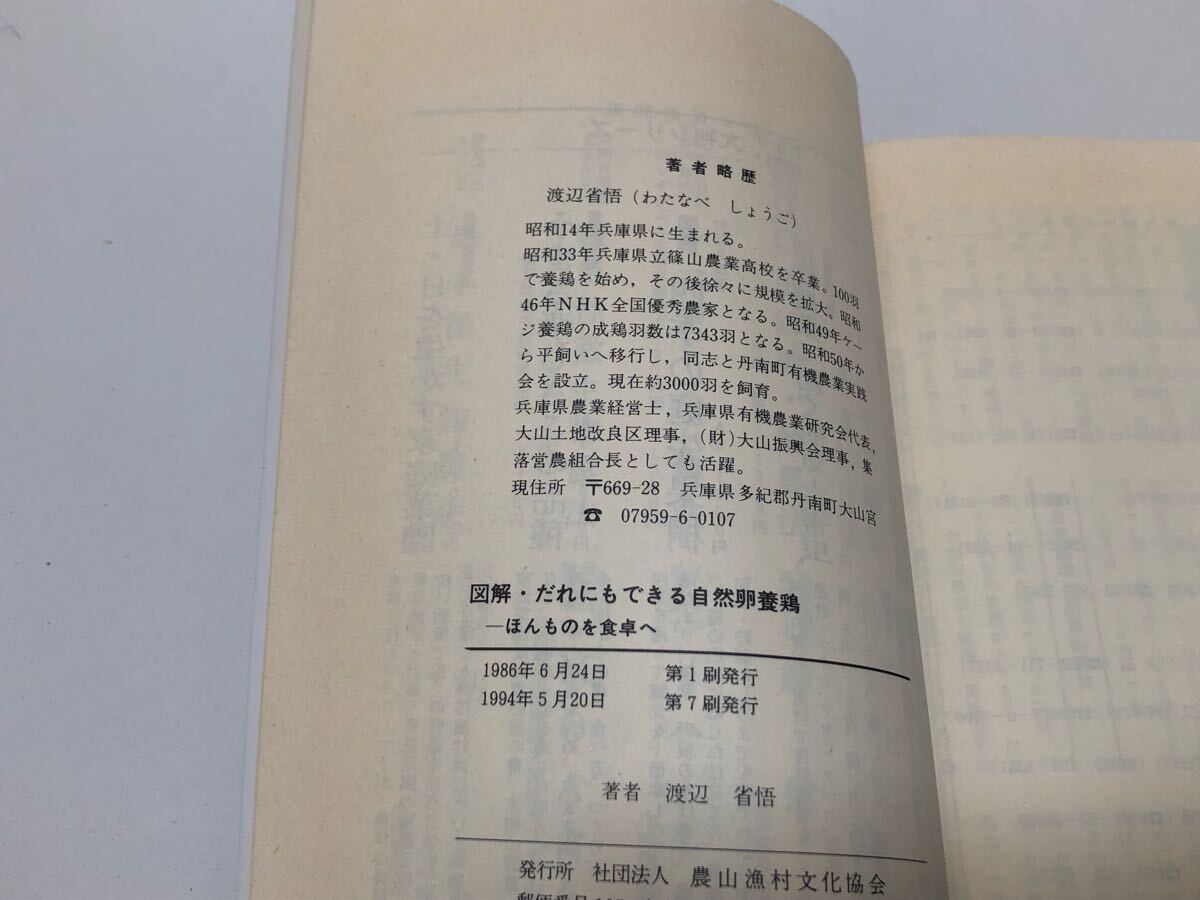 著者略歴
渡辺省悟（わたなべ　しょうご）
昭和14年兵庫県に生まれる。
昭和33年兵庫県立篠山農業高校を卒業。100羽
で養鶏を始め，その後徐々に規模を拡大。昭和
46年NHK全国優秀農家となる。昭和49年ケー
ジ養鶏の成鶏羽数は7343羽となる。昭和50年か
ら平飼いへ移行し，同志と丹南町有機農業実践
会を設立。現在約3000羽を飼育。
兵庫県農業経営士，兵庫県有機農業研究会代表，
大山土地改良区理事，（財）大山振興会理事，集
落営農組合長としても活躍。
現住所　〒669-28　兵庫県多紀郡丹南町大山宮
☎　07959-6-0107
図解・だれにもできる自然卵養鶏
―ほんものを食卓へ
1986年6月24日　第1刷発行
1994年5月20日　第7刷発行
著者　渡辺　省悟
発行所　社団法人　農山漁村文化協会
郵便番号107